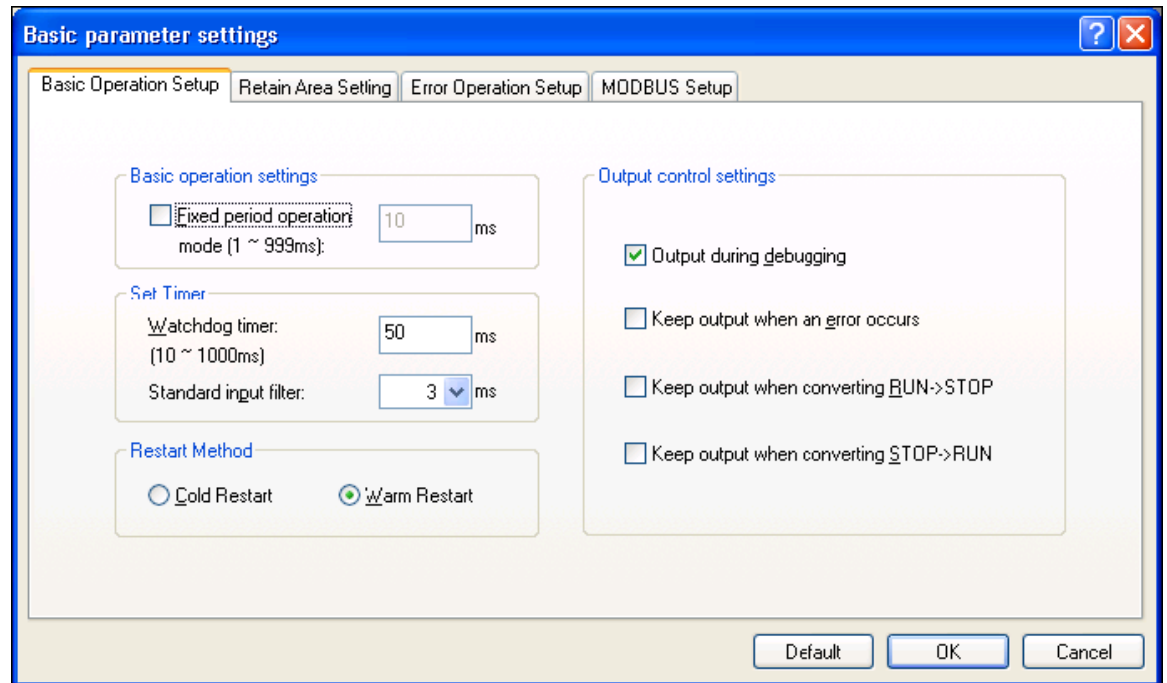 Basic parameter settings
Basic Operation Setup
Retain Area Setting
Error Operation Setup
MODBUS Setup
Basic operation settings
Fixed period operation
mode (1 ~ 999ms):
10
ms
Set Timer
Watchdog timer:
(10 ~ 1000ms)
50
ms
Standard input filter:
3
ms
Restart Method
Cold Restart
Warm Restart
Output control settings
Output during debugging
Keep output when an error occurs
Keep output when converting RUN->STOP
Keep output when converting STOP->RUN
Default
OK
Cancel